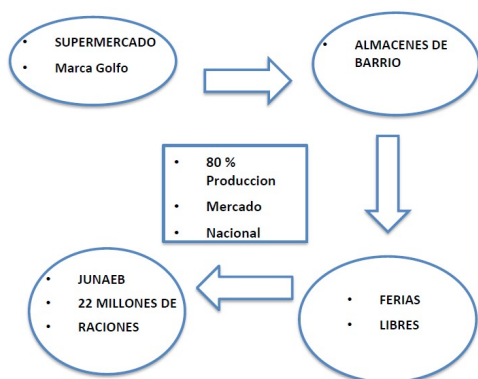 SUPERMERCADO
Marca Golfo
ALMACENES DE
BARRIO
80 %
Produccion
Mercado
Nacional
JUNAEB
22 MILLONES DE
RACIONES
FERIAS
LIBRES